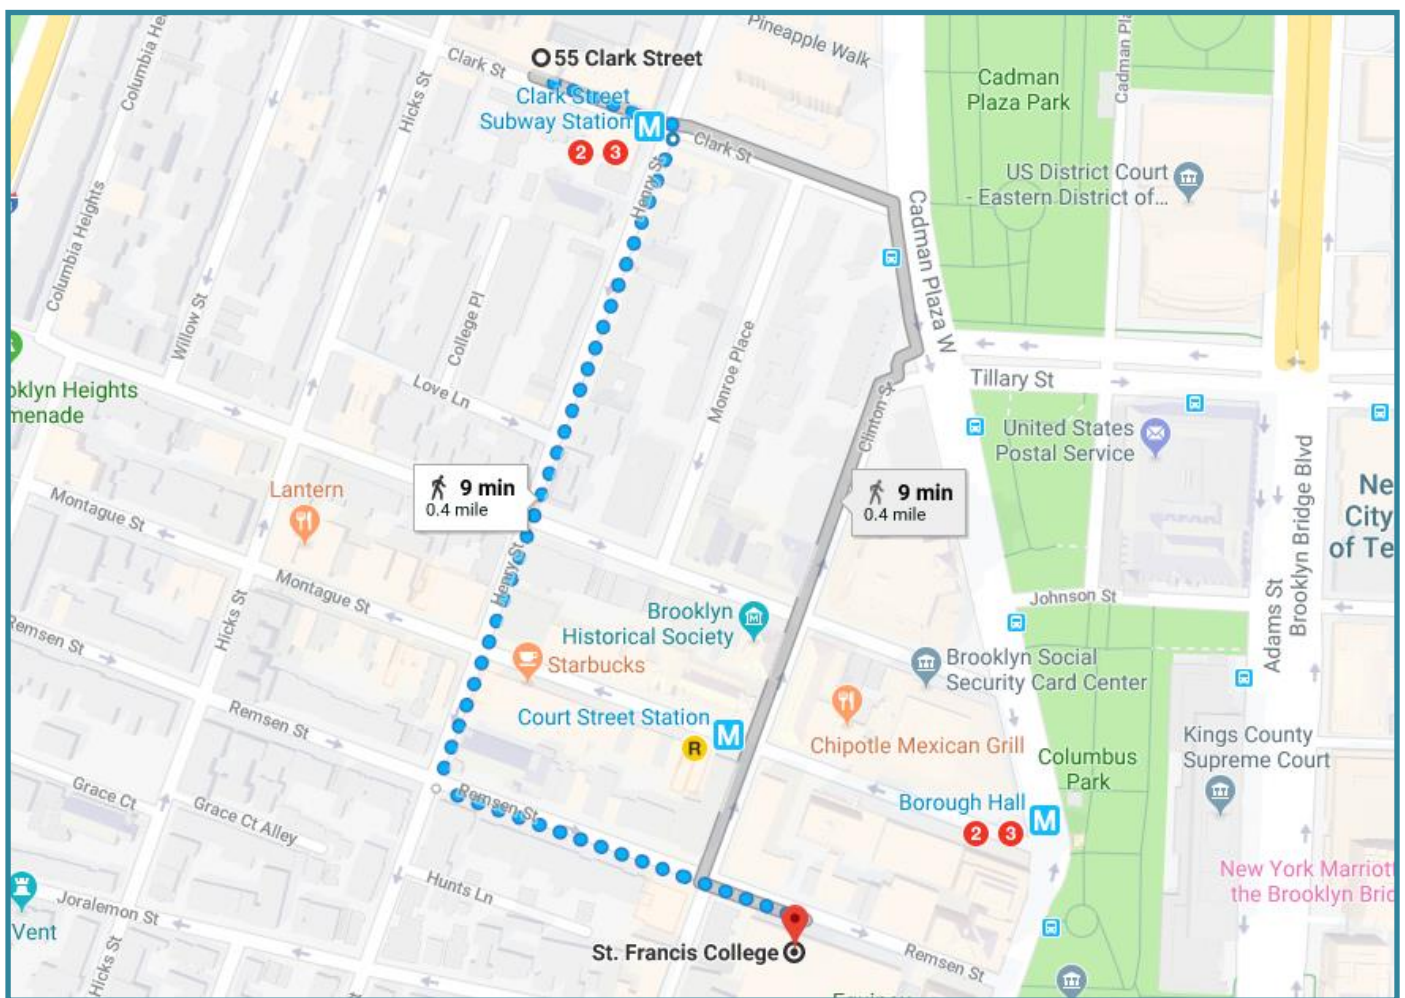 Columbia He
Clark St
55 Clark Street
Pineapple Walk
Cadman
Plaza Park
Cadman Pla
Hicks St
Clark Street
Subway Station
M
2 3
Clark St
Henry St
US District Court
- Eastern District of...
Columbia Heights
Cadman Plaza W
Willow St
College Pl
Monroe Place
oklyn Heights
menade
Love Ln
Clinton St
Tillary St
United States
Postal Service
Brooklyn Bridge Blvd
Ne
City
of Te
Lantern
Montague St
9 min
0.4 mile
9 min
0.4 mile
Henry St
Montague St
Hicks St
Johnson St
Adams St
Remsen St
Brooklyn
Historical Society
Starbucks
Brooklyn Social
Security Card Center
Court Street Station
M
R
Remsen St
Chipotle Mexican Grill
Columbus
Park
Kings County
Supreme Court
Grace Ct
Grace Ct Alley
Remsen St
Borough Hall
M
2 3
New York Marriott
the Brooklyn Brid
Hunts Ln
Joralemon St
Vent
Hicks St
St. Francis College
Remsen St